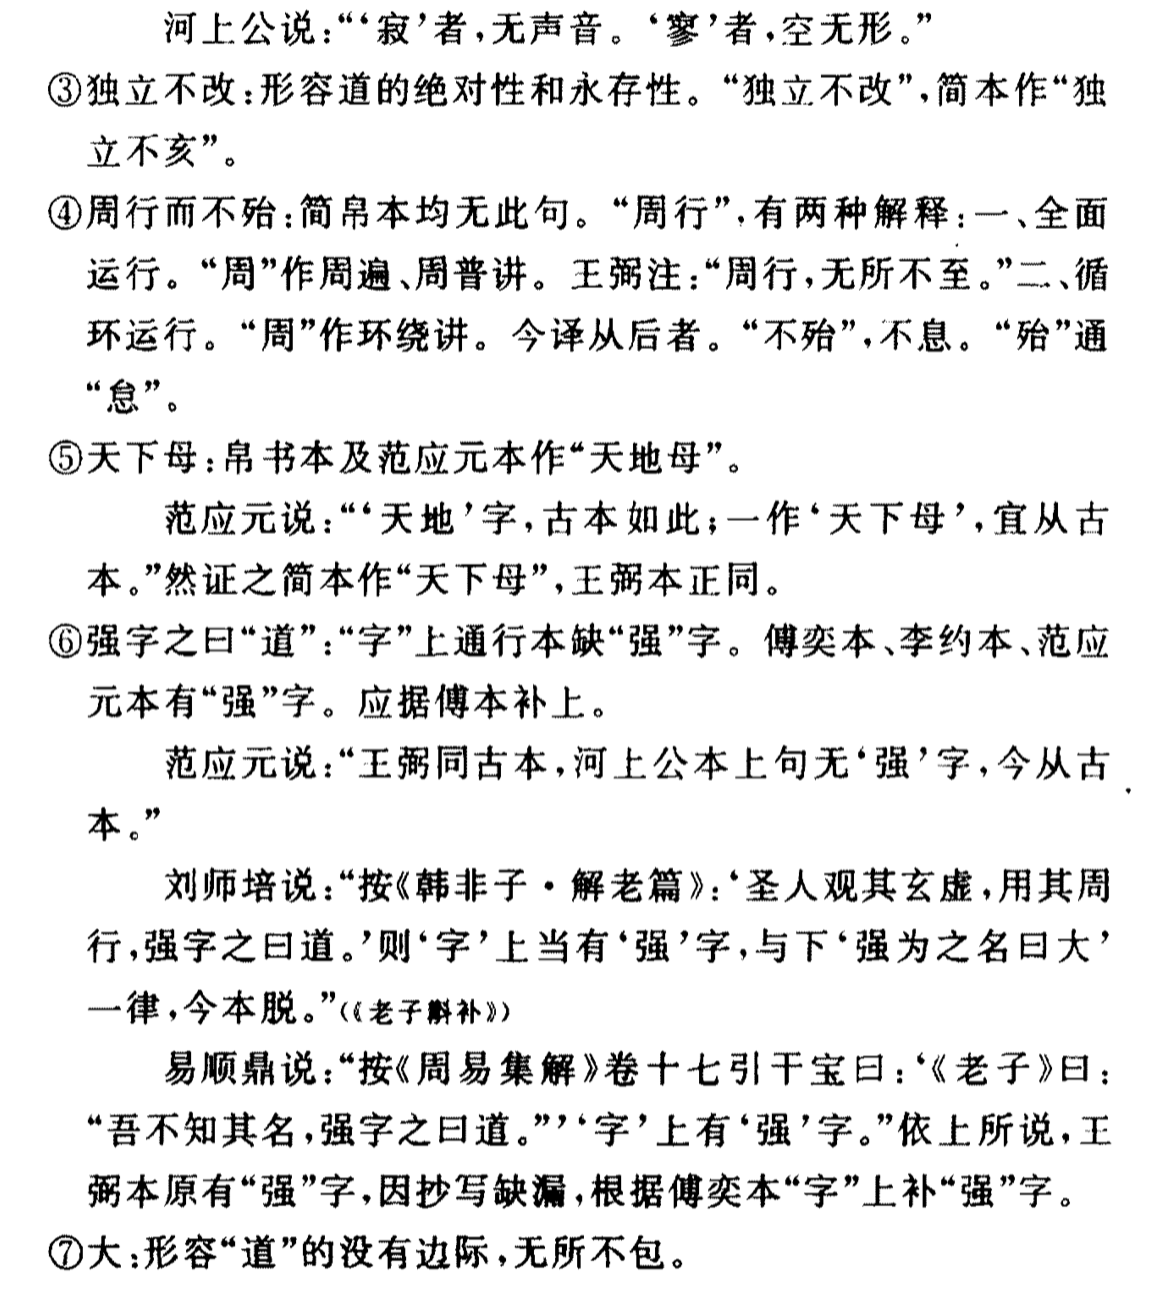 河上公说：“‘寂’者，无声音。‘寥’者，空无形。”
③独立不改：形容道的绝对性和永存性。“独立不改”，简本作“独
立不亥”。
④周行而不殆：简帛本均无此句。“周行”，有两种解释：一、全面
运行。“周”作周遍、周普讲。王弼注：“周行，无所不至。”二、循
环运行。“周”作环绕讲。今译从后者。“不殆”，不息。“殆”通
“怠”。
⑤天下母：帛书本及范应元本作“天地母”。
范应元说：“‘天地’字，古本如此；一作‘天下母’，宜从古
本。”然证之简本作“天下母”，王弼本正同。
⑥强字之曰“道”：“字”上通行本缺“强”字。傅奕本、李约本、范应
元本有“强”字。应据傅本补上。
范应元说：“王弼同古本，河上公本上句无‘强’字，今从古
本。”
刘师培说：“按《韩非子·解老篇》：‘圣人观其玄虚，用其周
行，强字之曰道。’则‘字’上当有‘强’字，与下‘强为之名曰大’
一律，今本脱。”（《老子斠补》）
易顺鼎说：“按《周易集解》卷十七引干宝曰：‘《老子》曰：
“吾不知其名，强字之曰道。”’‘字’上有‘强’字。”依上所说，王
弼本原有“强”字，因抄写缺漏，根据傅奕本“字”上补“强”字。
⑦大：形容“道”的没有边际，无所不包。